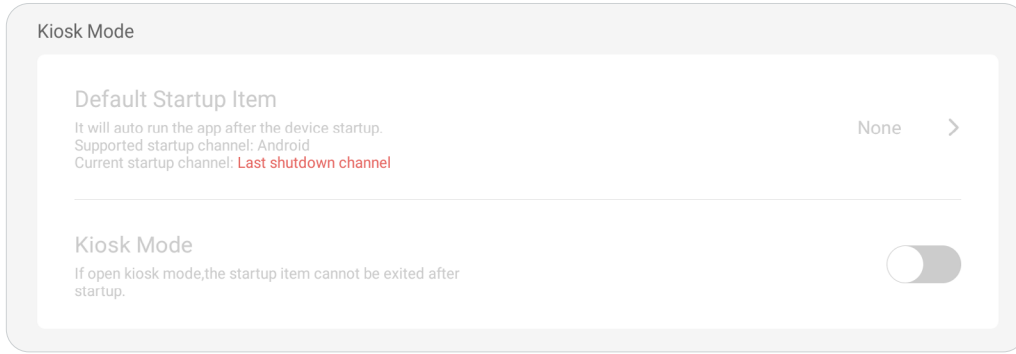 Kiosk Mode
Default Startup Item
It will auto run the app after the device startup.
Supported startup channel: Android
Current startup channel: Last shutdown channel
None
Kiosk Mode
If open kiosk mode,the startup item cannot be exited after
startup.